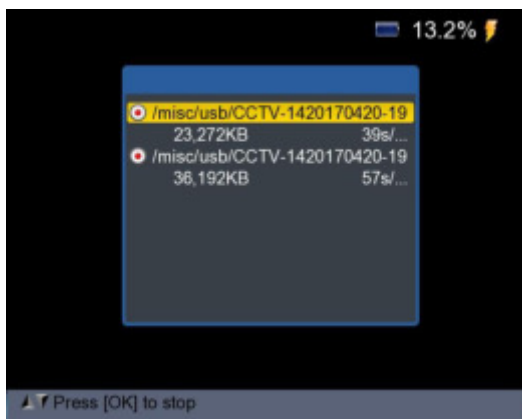 13.2%
/misc/usb/CCTV-1420170420-19
23,272KB 39s/...
/misc/usb/CCTV-1420170420-19
36,192KB 57s/...
Press [OK] to stop